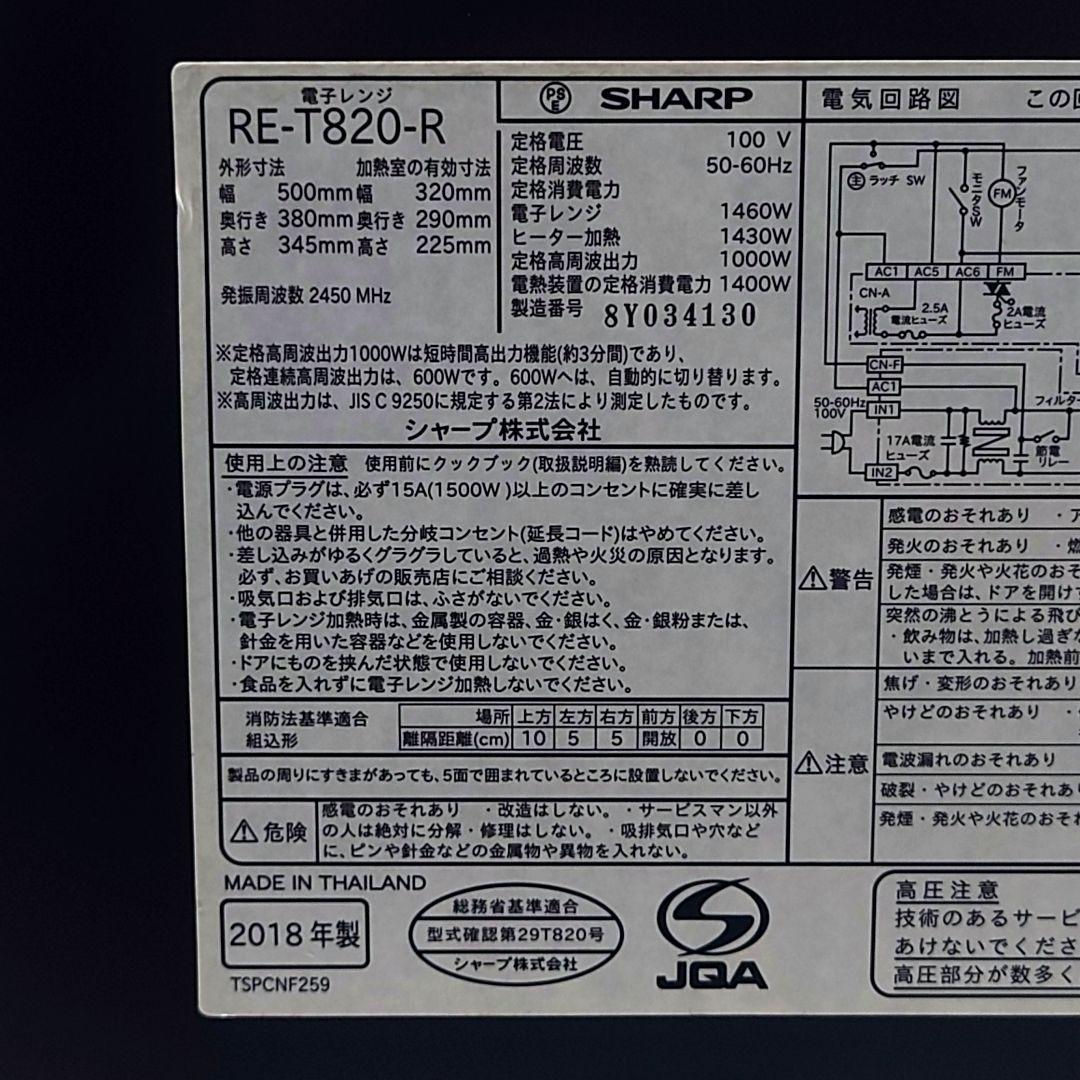 電子レンジ
RE-T820-R
外形寸法 加熱室の有効寸法
幅 500mm 幅 320mm
奥行き 380mm 奥行き 290mm
高さ 345mm 高さ 225mm
発振周波数 2450 MHz
PSE SHARP
定格電圧 100 V
定格周波数 50-60Hz
定格消費電力
電子レンジ 1460W
ヒーター加熱 1430W
定格高周波出力 1000W
電熱装置の定格消費電力 1400W
製造番号 8Y034130
※定格高周波出力1000Wは短時間高出力機能(約3分間)であり、
定格連続高周波出力は、600Wです。600Wへは、自動的に切り替ります。
※高周波出力は、JIS C 9250に規定する第2法により測定したものです。
シャープ株式会社
使用上の注意 使用前にクックブック(取扱説明編)を熟読してください。
・電源プラグは、必ず15A(1500W)以上のコンセントに確実に差し
込んでください。
・他の器具と併用した分岐コンセント(延長コード)はやめてください。
・差し込みがゆるくグラグラしていると、過熱や火災の原因となります。
必ず、お買いあげの販売店にご相談ください。
・吸気口および排気口は、ふさがないでください。
・電子レンジ加熱時は、金属製の容器、金・銀はく、金・銀粉または、
針金を用いた容器などを使用しないでください。
・ドアにものを挟んだ状態で使用しないでください。
・食品を入れずに電子レンジ加熱しないでください。
消防法基準適合
組込形
場所 上方 左方 右方 前方 後方 下方
離隔距離(cm) 10 5 5 開放 0 0
製品の周りにすきまがあっても、5面で囲まれているところに設置しないでください。
⚠危険
感電のおそれあり ・改造はしない。・サービスマン以外
の人は絶対に分解・修理はしない。・吸排気口や穴など
に、ピンや針金などの金属物や異物を入れない。
MADE IN THAILAND
2018年製
TSPCNF259
総務省基準適合
型式確認第29T820号
シャープ株式会社
JQA
電気回路図 この
主 ラッチ SW
モニタSW
FM
ファンモータ
AC1 AC5 AC6 FM
CN-A
2.5A
電流ヒューズ
2A電流
ヒューズ
CN-F
AC1
50-60Hz
100V
IN1
フィルター
17A電流
ヒューズ
節電
リレー
IN2
⚠警告
感電のおそれあり ・ア
発火のおそれあり ・燃
発煙・発火や火花のおそ
した場合は、ドアを開けず
突然の沸とうによる飛び
・飲み物は、加熱し過ぎな
いまで入れる。加熱前
⚠注意
焦げ・変形のおそれあり
やけどのおそれあり ・
電波漏れのおそれあり
破裂・やけどのおそれあり
発煙・発火や火花のおそれ
高圧注意
技術のあるサービ
あけないでくださ
高圧部分が数多く